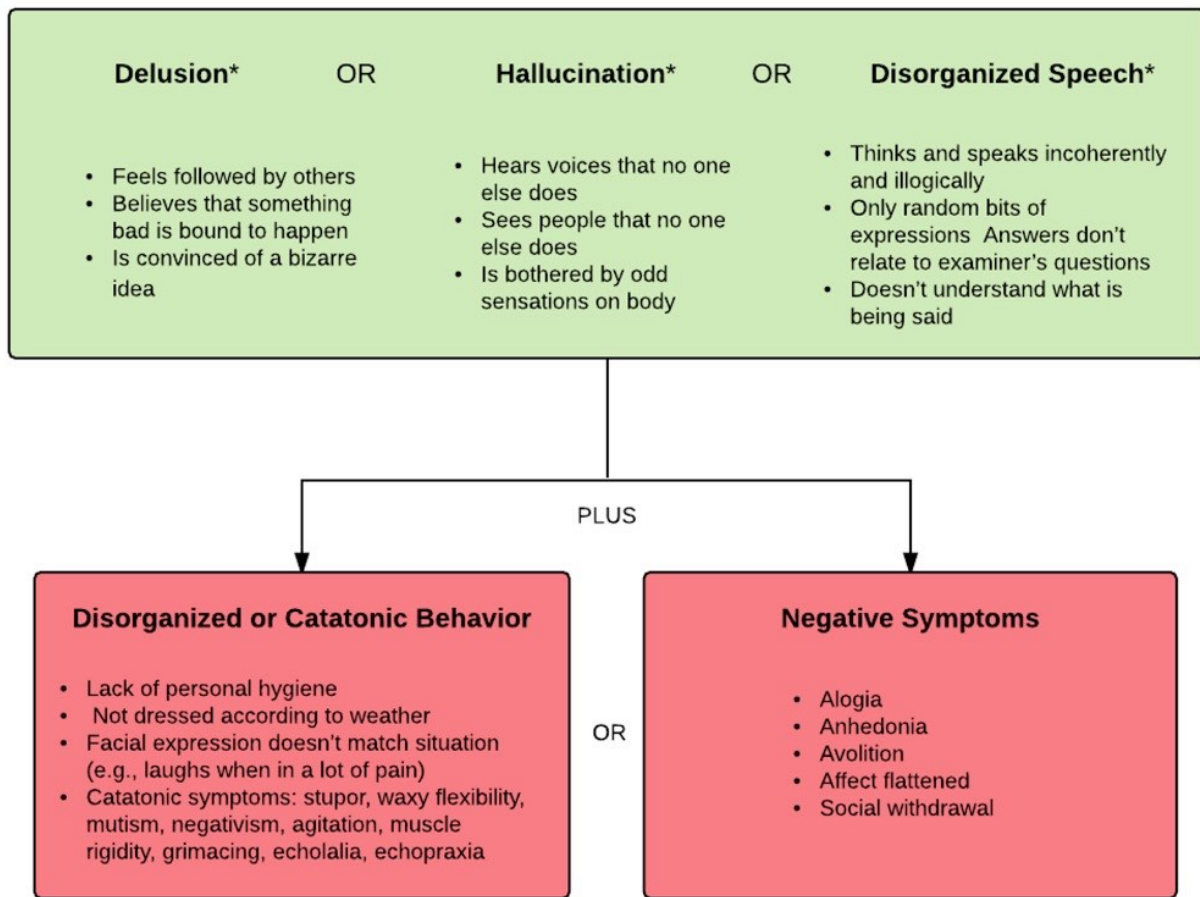 Delusion* OR Hallucination* OR Disorganized Speech*
• Feels followed by others
• Believes that something
bad is bound to happen
• Is convinced of a bizarre
idea
• Hears voices that no one
else does
• Sees people that no one
else does
• Is bothered by odd
sensations on body
• Thinks and speaks incoherently
and illogically
• Only random bits of
expressions  Answers don't
relate to examiner's questions
• Doesn't understand what is
being said
PLUS
Disorganized or Catatonic Behavior
• Lack of personal hygiene
• Not dressed according to weather
• Facial expression doesn't match situation
(e.g., laughs when in a lot of pain)
• Catatonic symptoms: stupor, waxy flexibility,
mutism, negativism, agitation, muscle
rigidity, grimacing, echolalia, echopraxia
OR
Negative Symptoms
• Alogia
• Anhedonia
• Avolition
• Affect flattened
• Social withdrawal